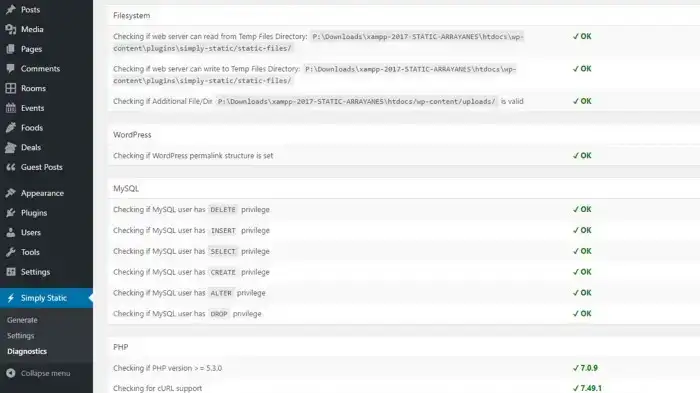 Posts
Media
Pages
Comments
Rooms
Events
Foods
Deals
Guest Posts
Appearance
Plugins
Users
Tools
Settings
Simply Static
Generate
Settings
Diagnostics
Collapse menu
Filesystem
Checking if web server can read from Temp Files Directory: P:\Downloads\xampp-2017-STATIC-ARRAYANES\htdocs\wp-
content\plugins\simply-static/static-files/
✓ OK
Checking if web server can write to Temp Files Directory: P:\Downloads\xampp-2017-STATIC-ARRAYANES\htdocs\wp-
content\plugins\simply-static/static-files/
✓ OK
Checking if Additional File/Dir P:\Downloads\xampp-2017-STATIC-ARRAYANES\htdocs/wp-content/uploads/ is valid
✓ OK
WordPress
Checking if WordPress permalink structure is set
✓ OK
MySQL
Checking if MySQL user has DELETE privilege
✓ OK
Checking if MySQL user has INSERT privilege
✓ OK
Checking if MySQL user has SELECT privilege
✓ OK
Checking if MySQL user has CREATE privilege
✓ OK
Checking if MySQL user has ALTER privilege
✓ OK
Checking if MySQL user has DROP privilege
✓ OK
PHP
Checking if PHP version >= 5.3.0
✓ 7.0.9
Checking for cURL support
✓ 7.49.1